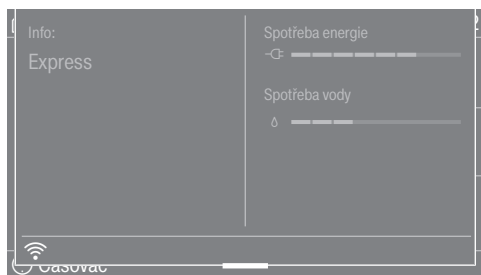 Info:
Express
Spotřeba energie
Spotřeba vody
Časovač